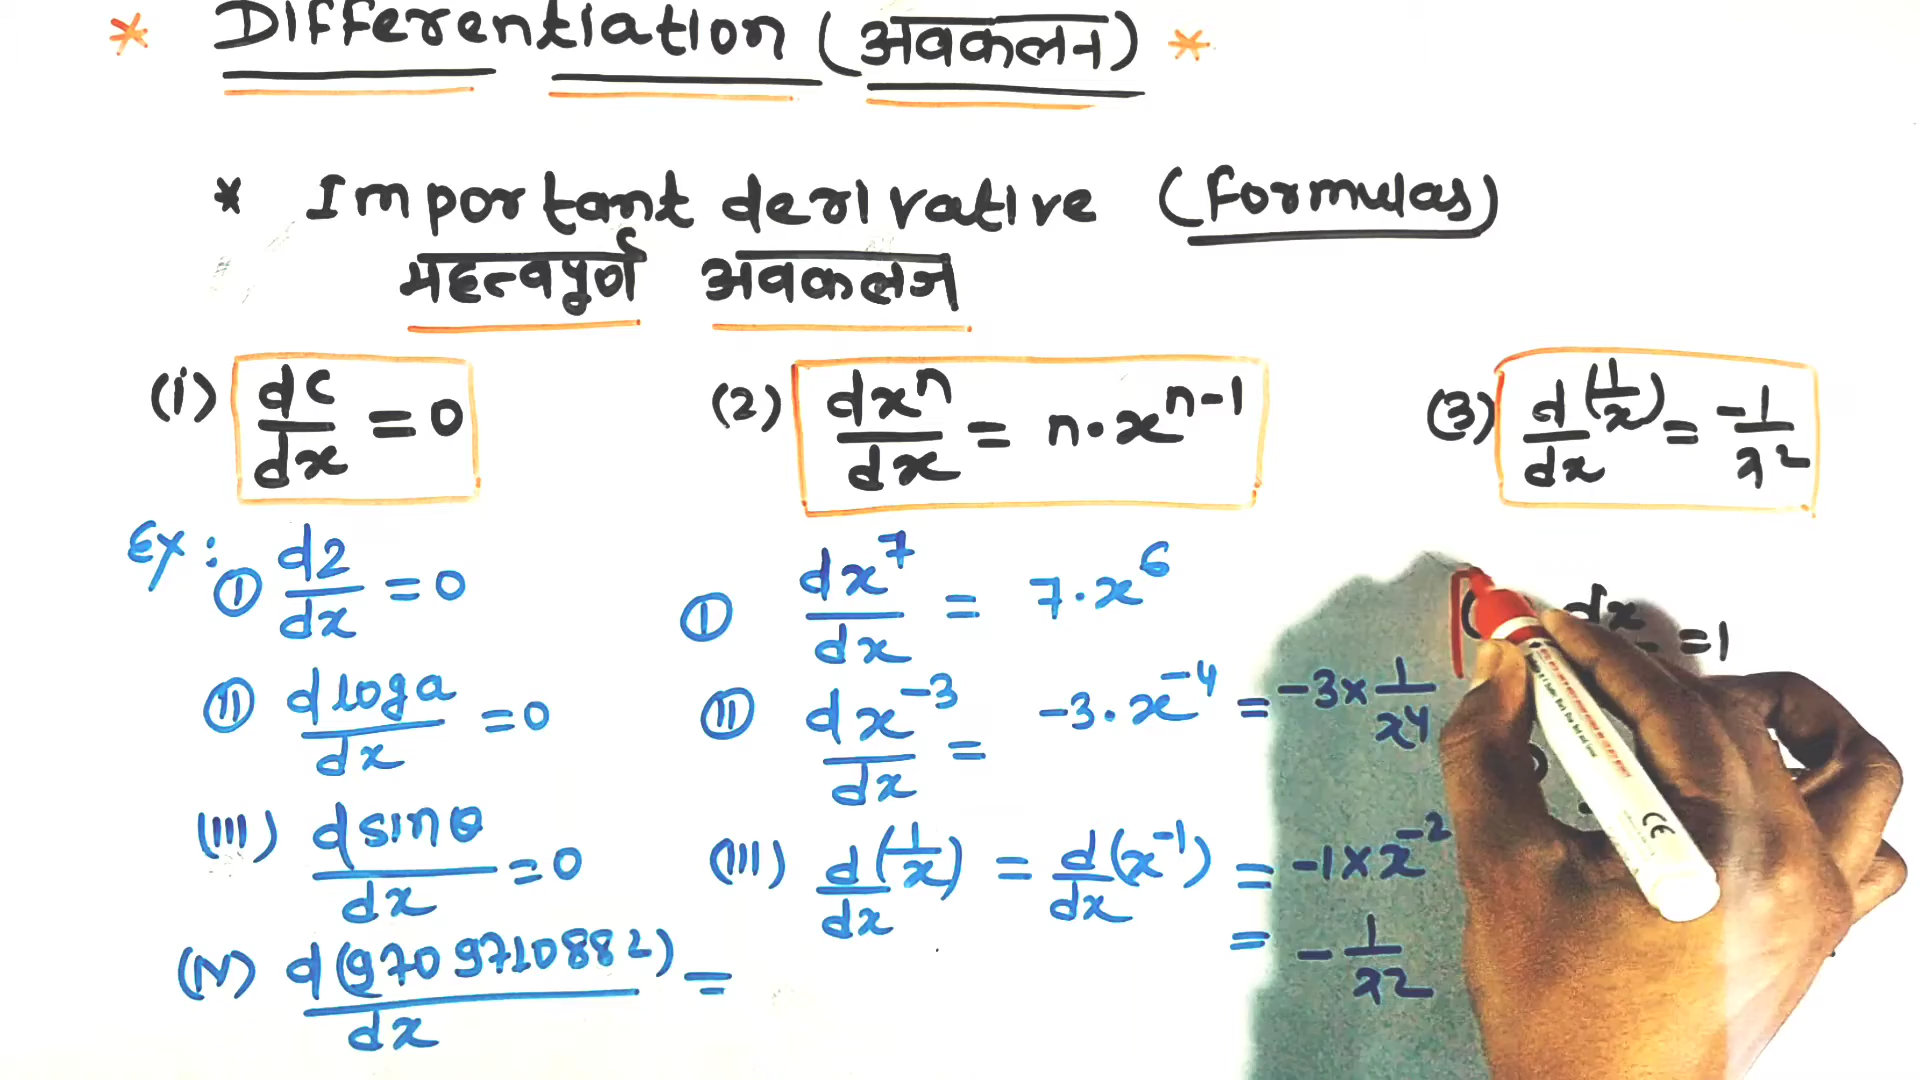 * Differentiation (अवकलन) *
* Important derivative (Formulas)
महत्वपूर्ण अवकलज
(i) dc/dx = 0
(2) dxⁿ/dx = n·xⁿ⁻¹
(3) d/dx (1/x) = -1/x²
Ex: ① d2/dx = 0
Ⓘ dx⁷/dx = 7·x⁶
dx = 1
(II) d log a/dx = 0
(II) dx⁻³/dx = -3·x⁻⁴ = -3 × 1/x⁴
(III) d sinθ/dx = 0
(III) d/dx (1/x) = d/dx (x⁻¹) = -1 × x⁻²
= -1/x²
(IV) d(9709710882)/dx =
CE